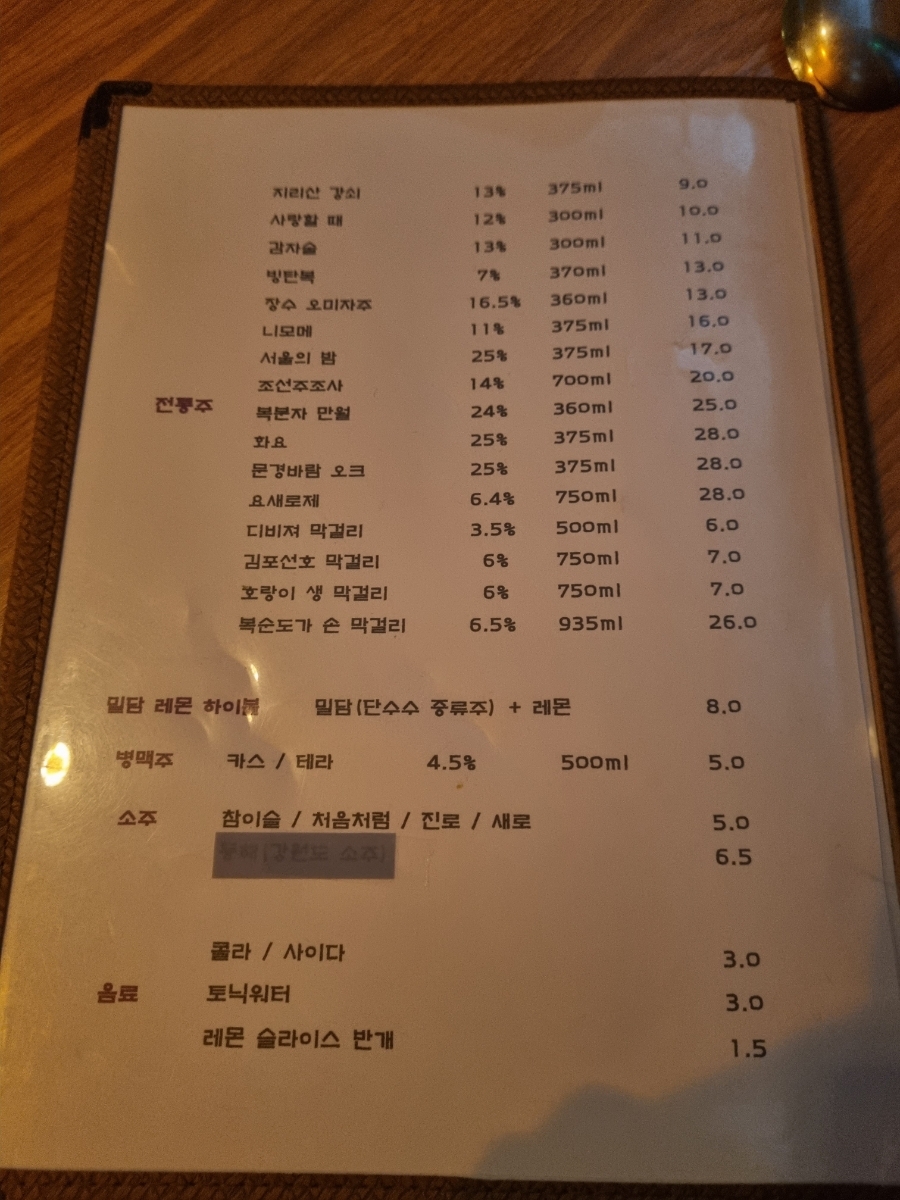 지리산 강쇠 13% 375ml 9.0
사랑할 때 12% 300ml 10.0
감자술 13% 300ml 11.0
빙탄복 7% 370ml 13.0
장수 오미자주 16.5% 360ml 13.0
니모메 11% 375ml 16.0
서울의 밤 25% 375ml 17.0
조선주조사 14% 700ml 20.0
전통주 복분자 만월 24% 360ml 25.0
화요 25% 375ml 28.0
문경바람 오크 25% 375ml 28.0
요새로제 6.4% 750ml 28.0
디비져 막걸리 3.5% 500ml 6.0
김포선호 막걸리 6% 750ml 7.0
호랑이 생 막걸리 6% 750ml 7.0
복순도가 손 막걸리 6.5% 935ml 26.0
밀담 레몬 하이볼 밀담(단수수 증류주) + 레몬 8.0
병맥주 카스 / 테라 4.5% 500ml 5.0
소주 참이슬 / 처음처럼 / 진로 / 새로 5.0
(강원도 소주) 6.5
콜라 / 사이다 3.0
음료 토닉워터 3.0
레몬 슬라이스 반개 1.5